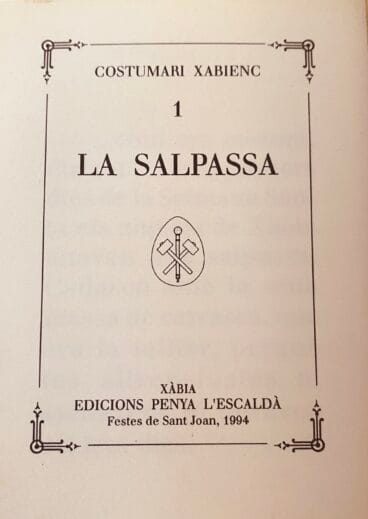 COSTUMARI XABIENC
1
LA SALPASSA
XÀBIA
EDICIONS PENYA L'ESCALDÀ
Festes de Sant Joan, 1994